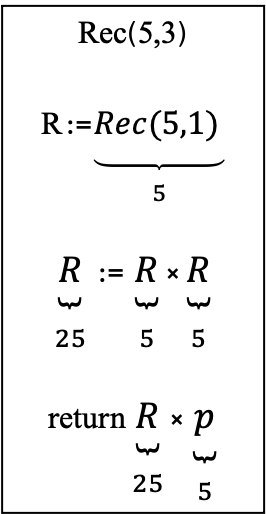 Rec(5,3)
R:=Rec(5,1)
5
R := R × R
25 5 5
return R × p
25 5